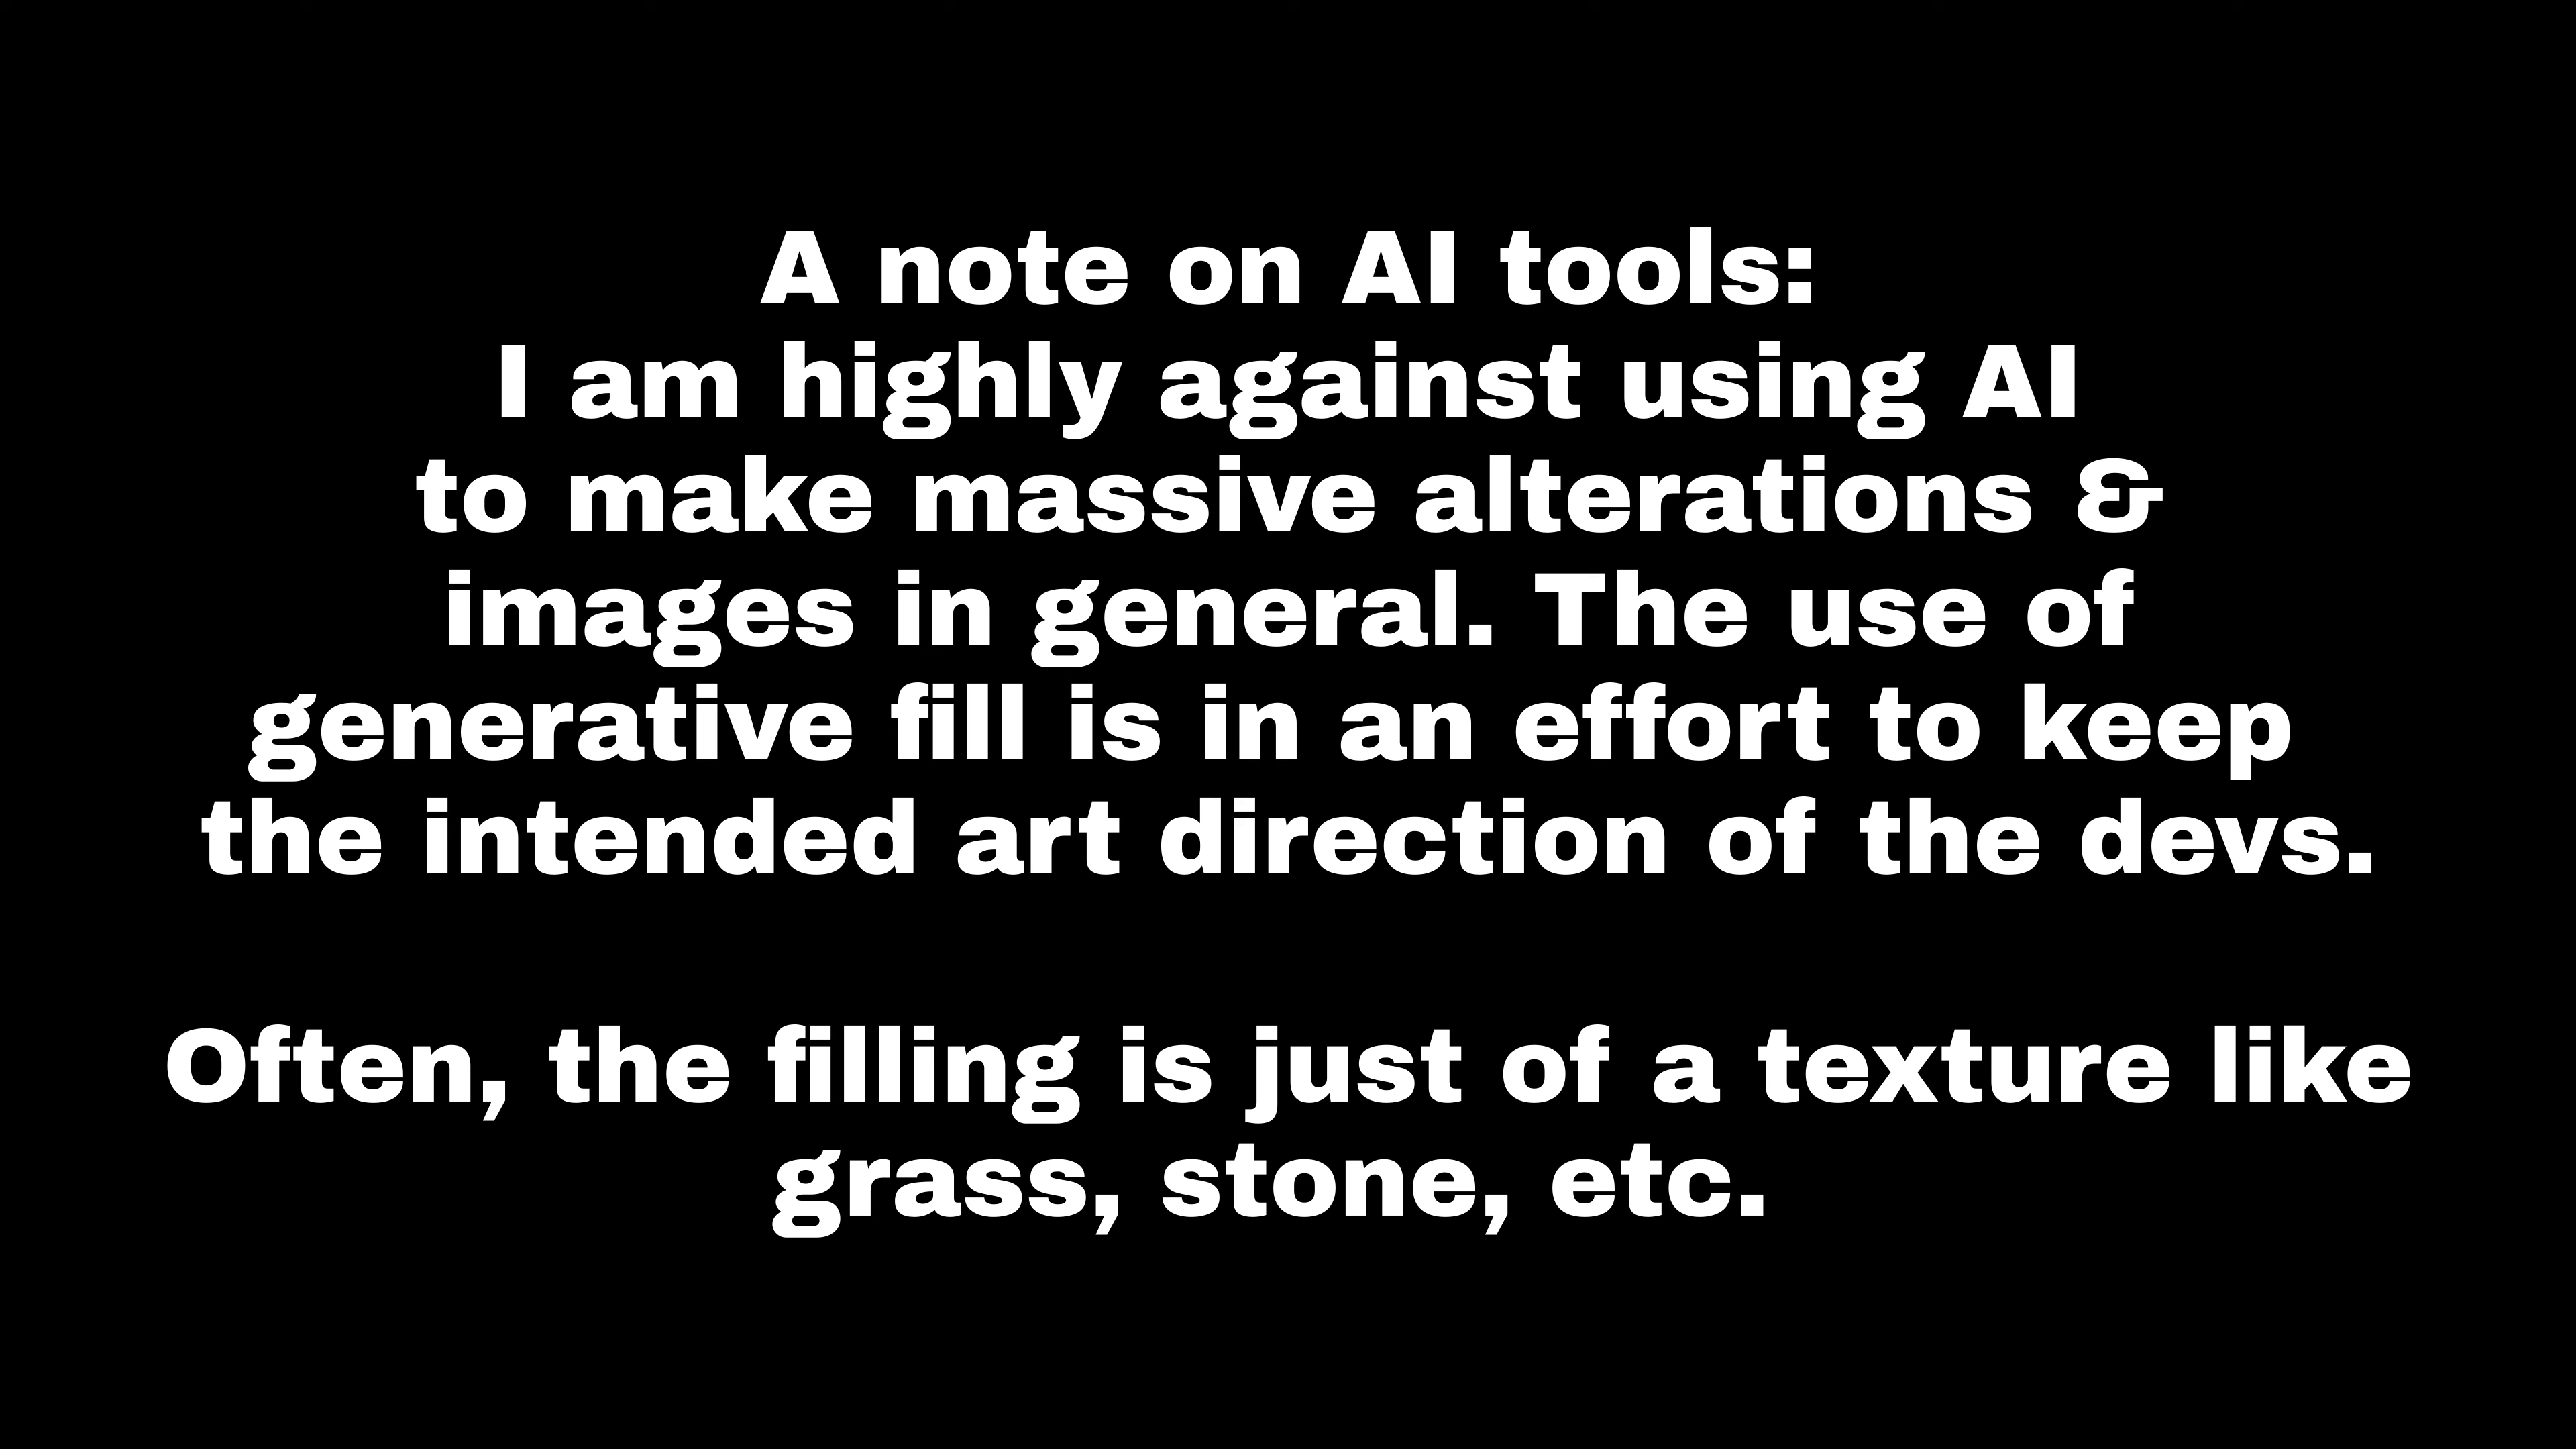 A note on AI tools:
I am highly against using AI
to make massive alterations &
images in general. The use of
generative fill is in an effort to keep
the intended art direction of the devs.
Often, the filling is just of a texture like
grass, stone, etc.